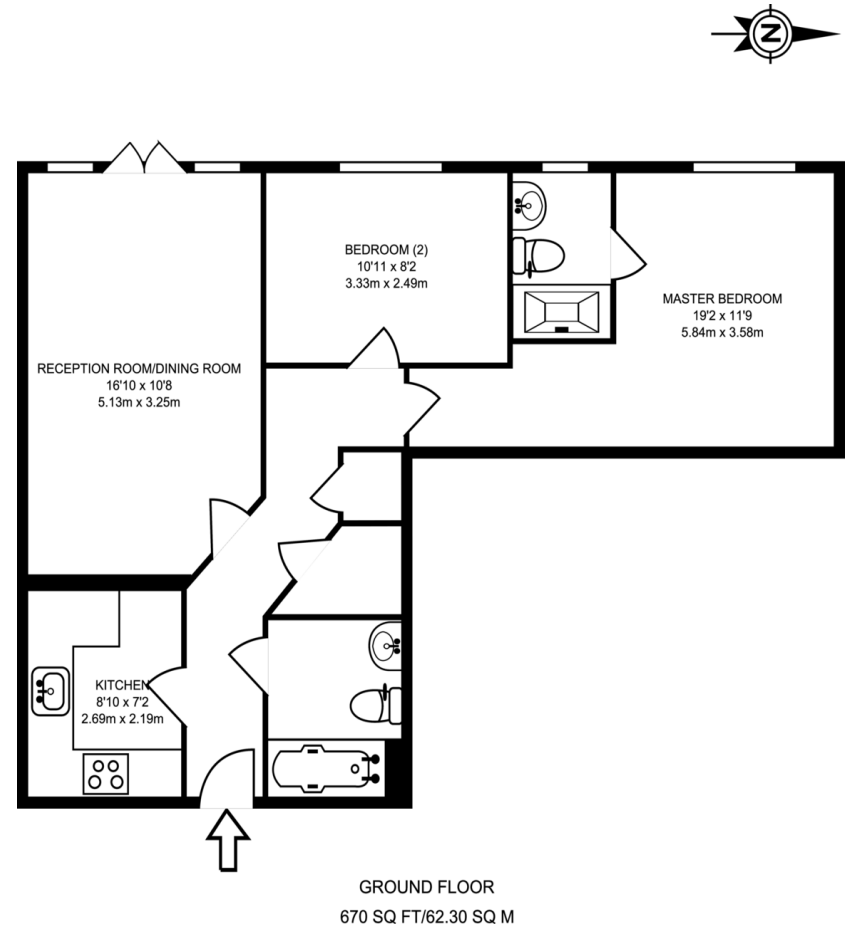 N
BEDROOM (2)
10'11 x 8'2
3.33m x 2.49m
MASTER BEDROOM
19'2 x 11'9
5.84m x 3.58m
RECEPTION ROOM/DINING ROOM
16'10 x 10'8
5.13m x 3.25m
KITCHEN
8'10 x 7'2
2.69m x 2.19m
GROUND FLOOR
670 SQ FT/62.30 SQ M